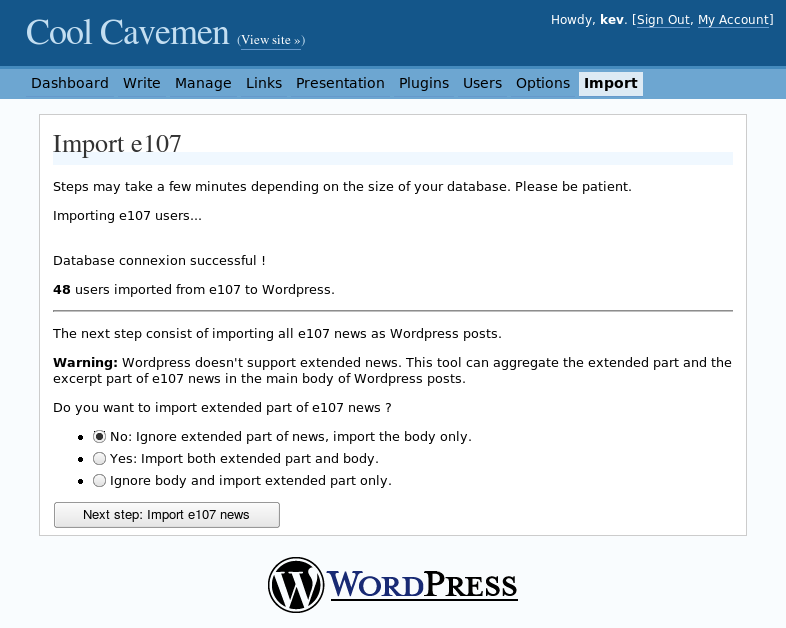 Cool Cavemen (View site »)
Howdy, kev. [Sign Out, My Account]
Dashboard Write Manage Links Presentation Plugins Users Options Import
Import e107
Steps may take a few minutes depending on the size of your database. Please be patient.
Importing e107 users...
Database connexion successful !
48 users imported from e107 to Wordpress.
The next step consist of importing all e107 news as Wordpress posts.
Warning: Wordpress doesn't support extended news. This tool can aggregate the extended part and the
excerpt part of e107 news in the main body of Wordpress posts.
Do you want to import extended part of e107 news ?
No: Ignore extended part of news, import the body only.
Yes: Import both extended part and body.
Ignore body and import extended part only.
Next step: Import e107 news
W WORDPRESS